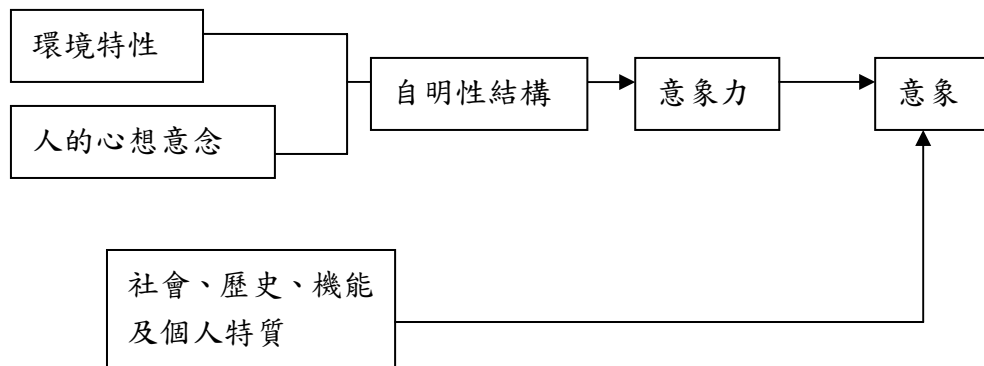 環境特性
人的心想意念
自明性結構
意象力
意象
社會、歷史、機能
及個人特質